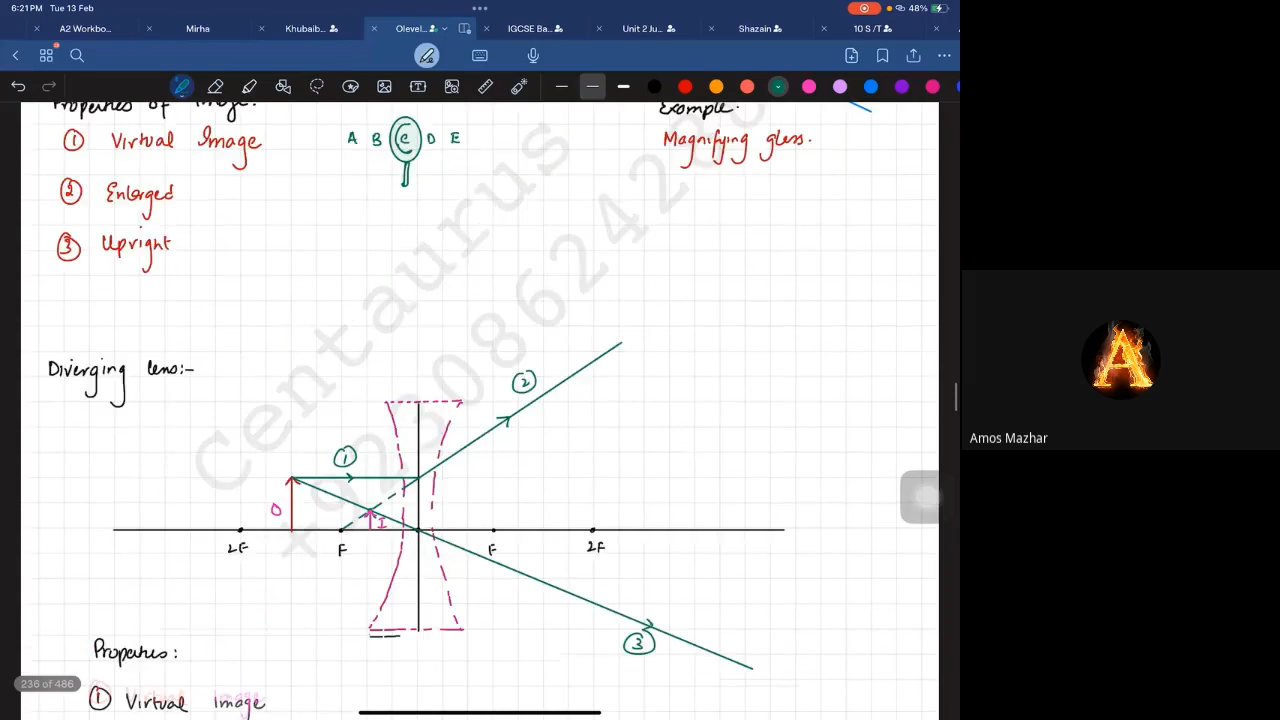 6:21 PM Tue 13 Feb
48%
A2 Workbo...
Mirha
Khubaib...
Olevel...
IGCSE Ba...
Unit 2 Ju...
Shazain...
10 S /T...
Properties of Image:
Example:
① Virtual Image
A B C D E
Magnifying glass.
② Enlarged
③ Upright
Centaurus
+923086242
Diverging lens:-
②
①
O
I
2F F F 2F
③
Properties:
236 of 486
① Virtual Image
A
Amos Mazhar